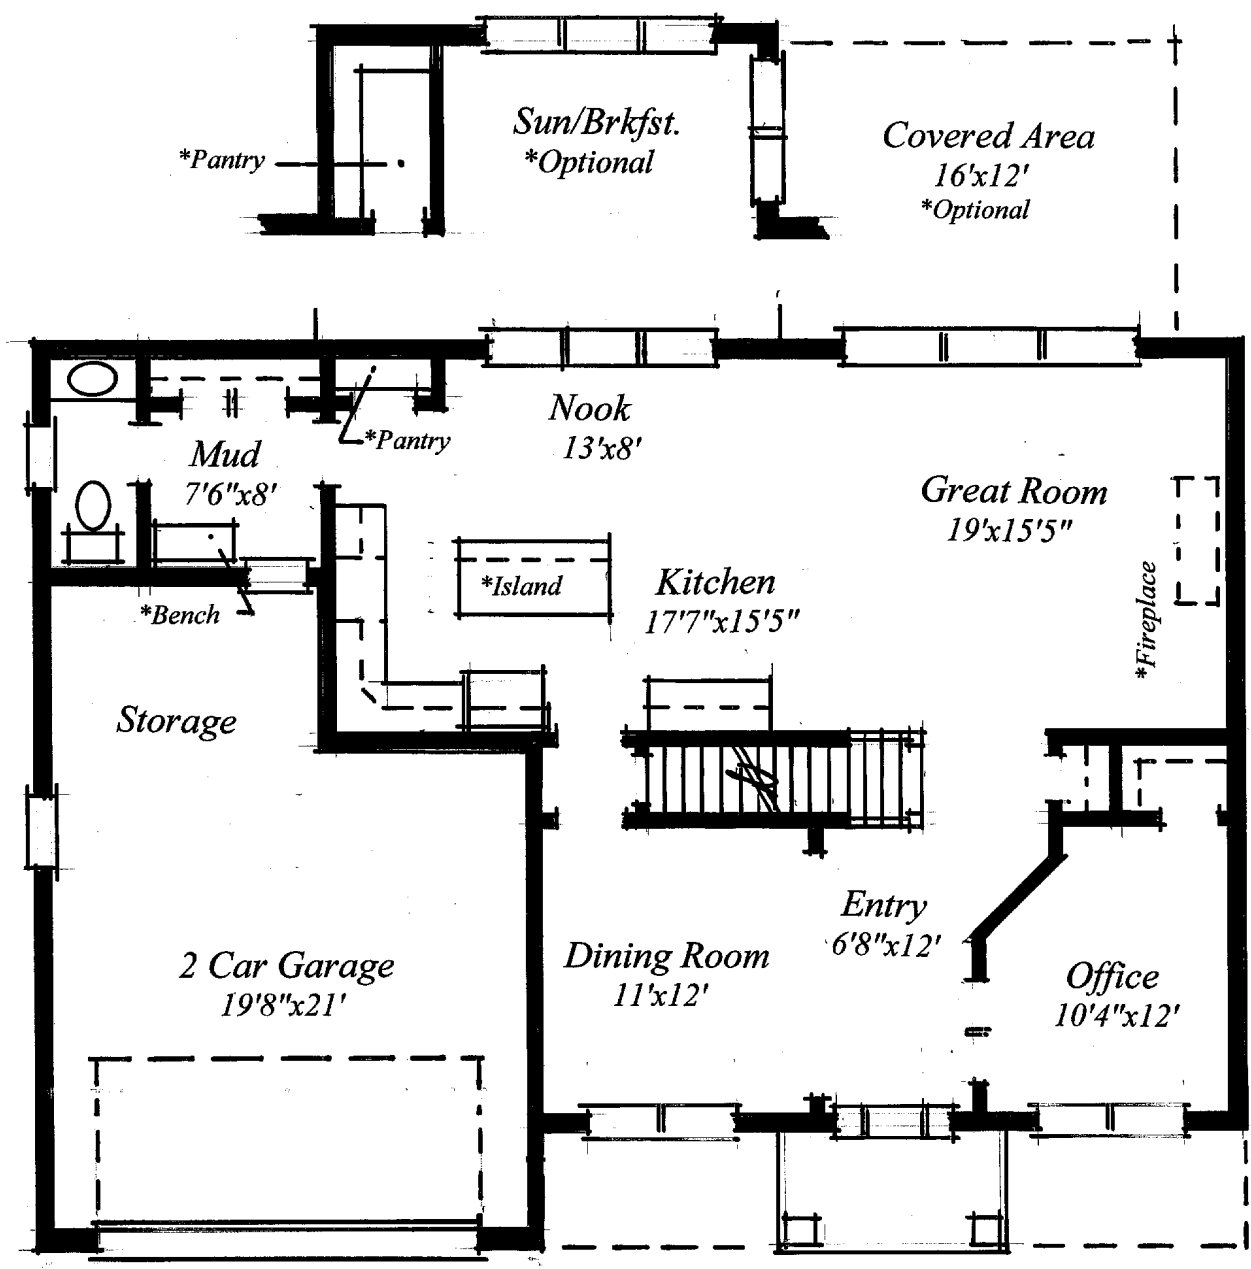 Sun/Brkfst.
*Optional
*Pantry
Covered Area
16'x12'
*Optional
Nook
13'x8'
*Pantry
Mud
7'6"x8'
Great Room
19'x15'5"
*Island
Kitchen
17'7"x15'5"
*Fireplace
*Bench
Storage
Entry
6'8"x12'
2 Car Garage
19'8"x21'
Dining Room
11'x12'
Office
10'4"x12'